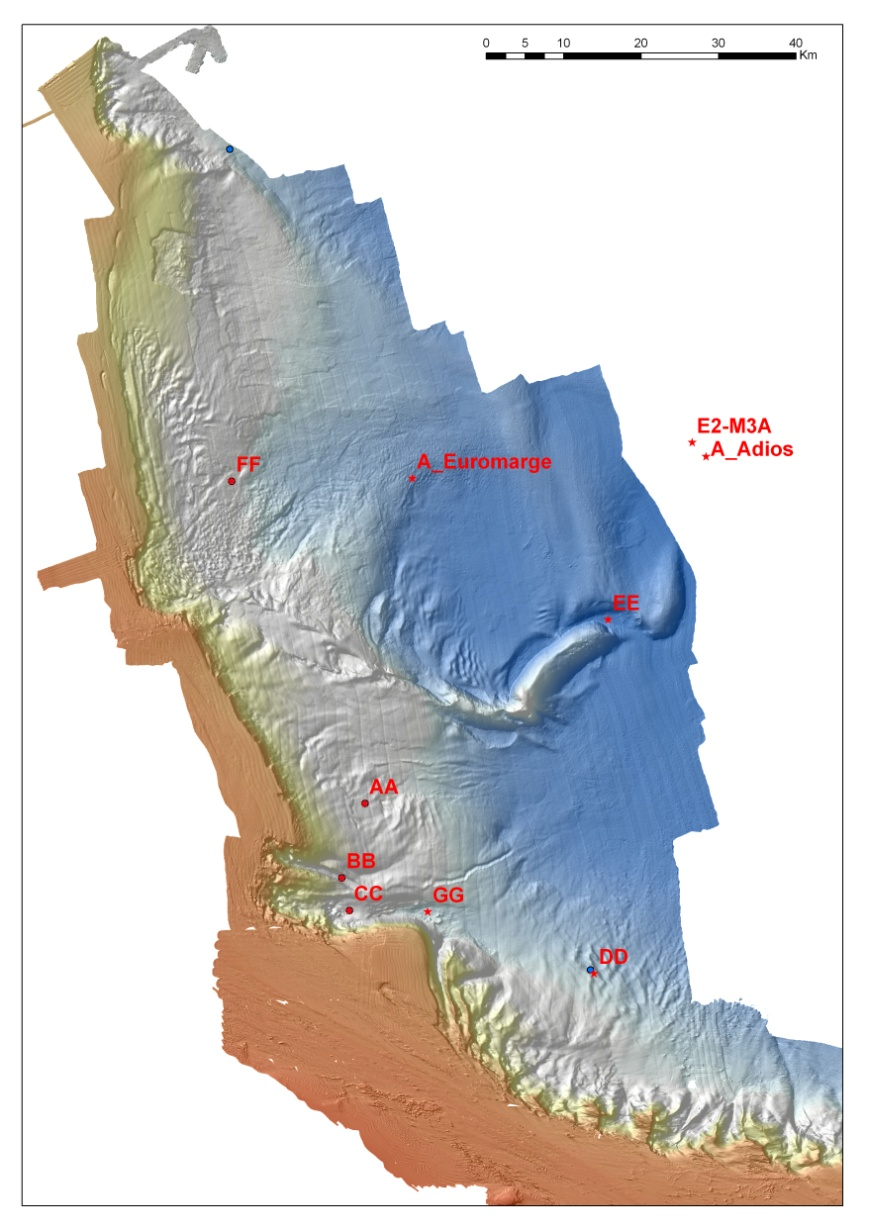 0 5 10 20 30 40
Km
E2-M3A
A_Adios
FF
A_Euromarge
EE
AA
BB
CC
GG
DD